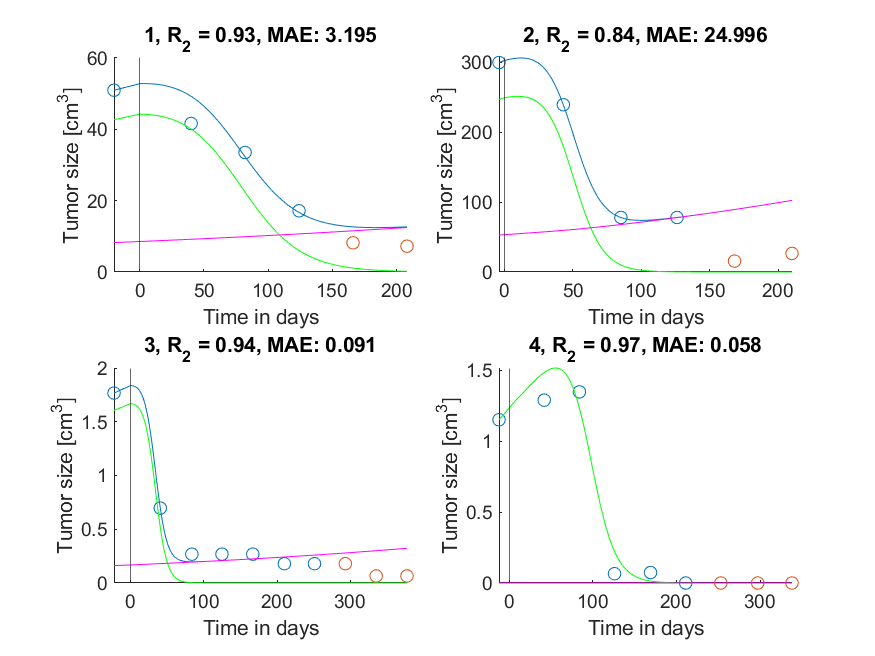 1, R2 = 0.93, MAE: 3.195
2, R2 = 0.84, MAE: 24.996
60
40
20
0
Tumor size [cm3]
0 50 100 150 200
Time in days
300
200
100
0
Tumor size [cm3]
0 50 100 150 200
Time in days
3, R2 = 0.94, MAE: 0.091
4, R2 = 0.97, MAE: 0.058
2
1.5
1
0.5
0
Tumor size [cm3]
0 100 200 300
Time in days
1.5
1
0.5
0
Tumor size [cm3]
0 100 200 300
Time in days